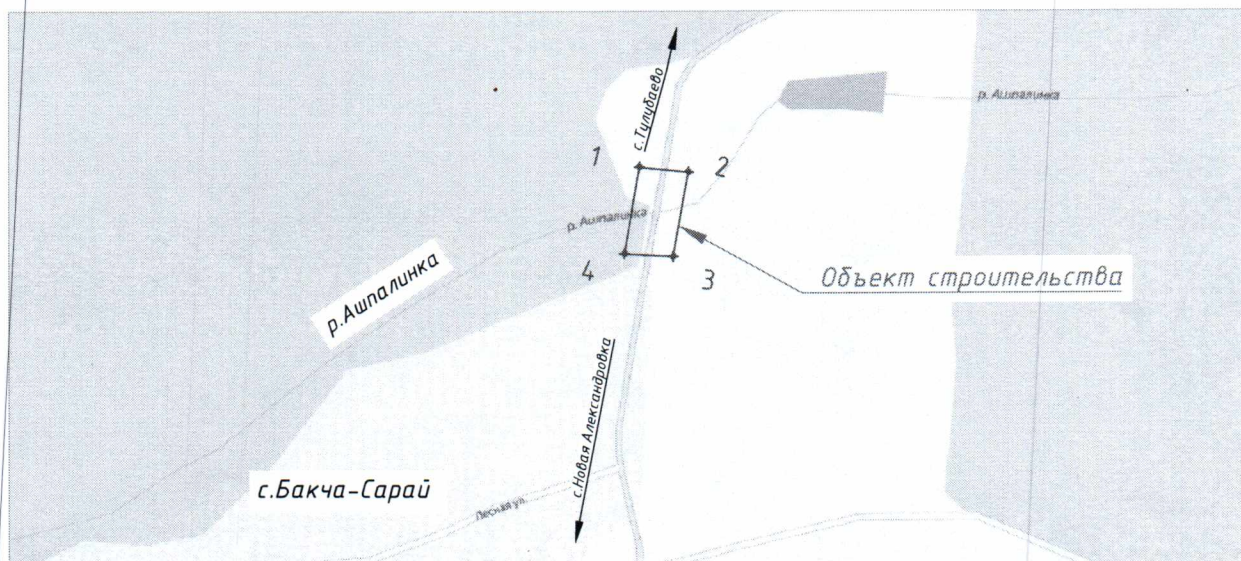 с.Тулубаево
р. Ашпалинка
1
2
р. Ашпалинка
4
3
Объект строительства
р.Ашпалинка
с.Новая Александровка
с.Бакча-Сарай
Лесная ул.